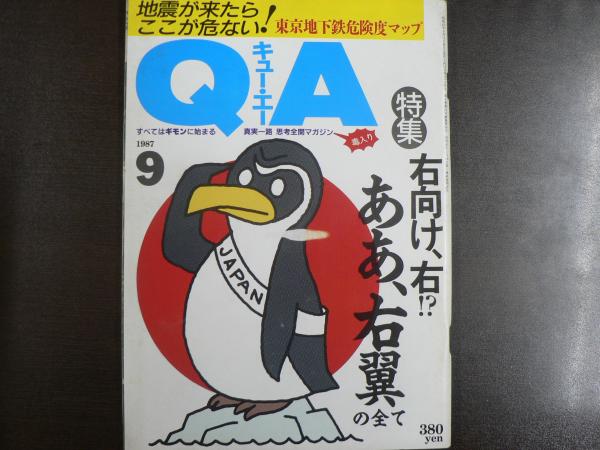 地震が来たら
ここが危ない!
東京地下鉄危険度マップ
Q・A
キュー・エー
すべてはギモンに始まる
真実一路 思考全開マガジン
毒入り
1987
9
特集
右向け、右!?
ああ、右翼
の全て
JAPAN
380
yen